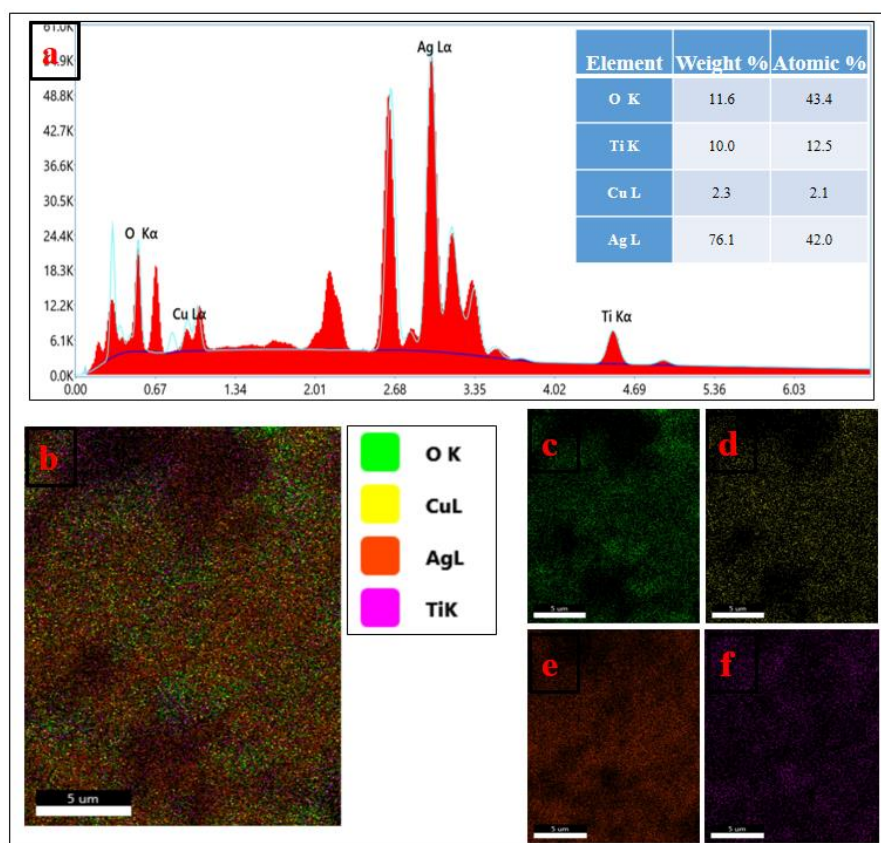 61.0K
a
Ag Lα
Element Weight % Atomic %
O K 11.6 43.4
Ti K 10.0 12.5
Cu L 2.3 2.1
Ag L 76.1 42.0
48.8K
42.7K
36.6K
30.5K
24.4K
18.3K
12.2K
6.1K
0.0K
O Kα
Cu Lα
Ti Kα
0.00 0.67 1.34 2.01 2.68 3.35 4.02 4.69 5.36 6.03
b
5 um
O K
CuL
AgL
TiK
c
5 um
d
5 um
e
5 um
f
5 um